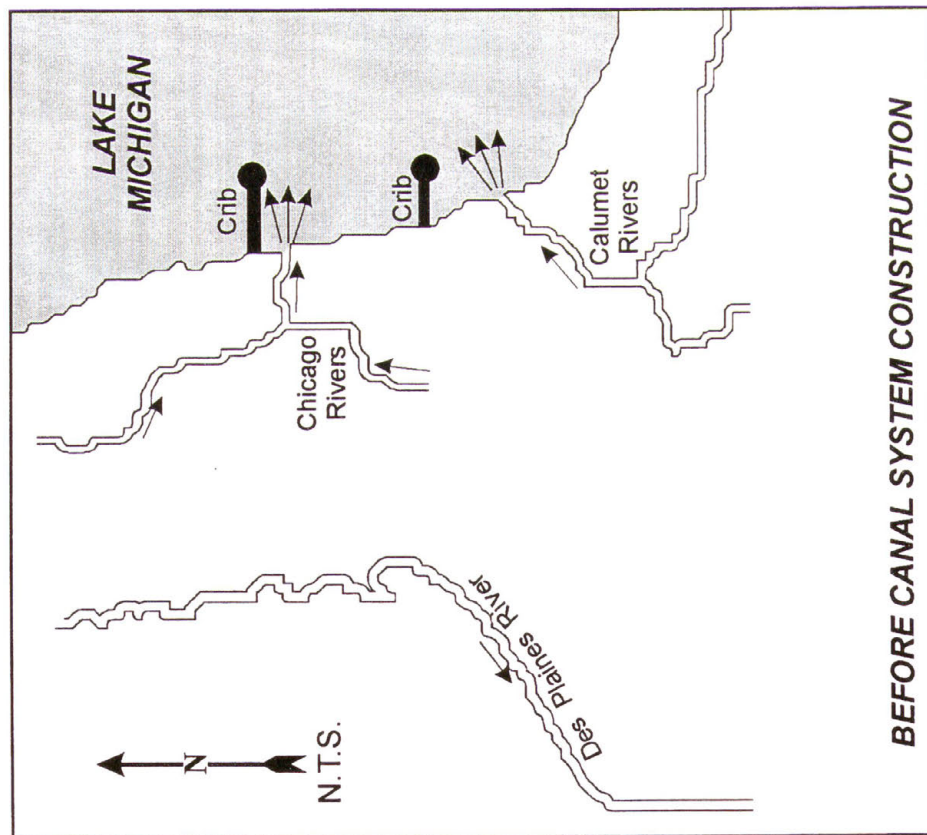 LAKE
MICHIGAN
Crib
Crib
Chicago
Rivers
Calumet
Rivers
Des Plaines River
N
N.T.S.
BEFORE CANAL SYSTEM CONSTRUCTION